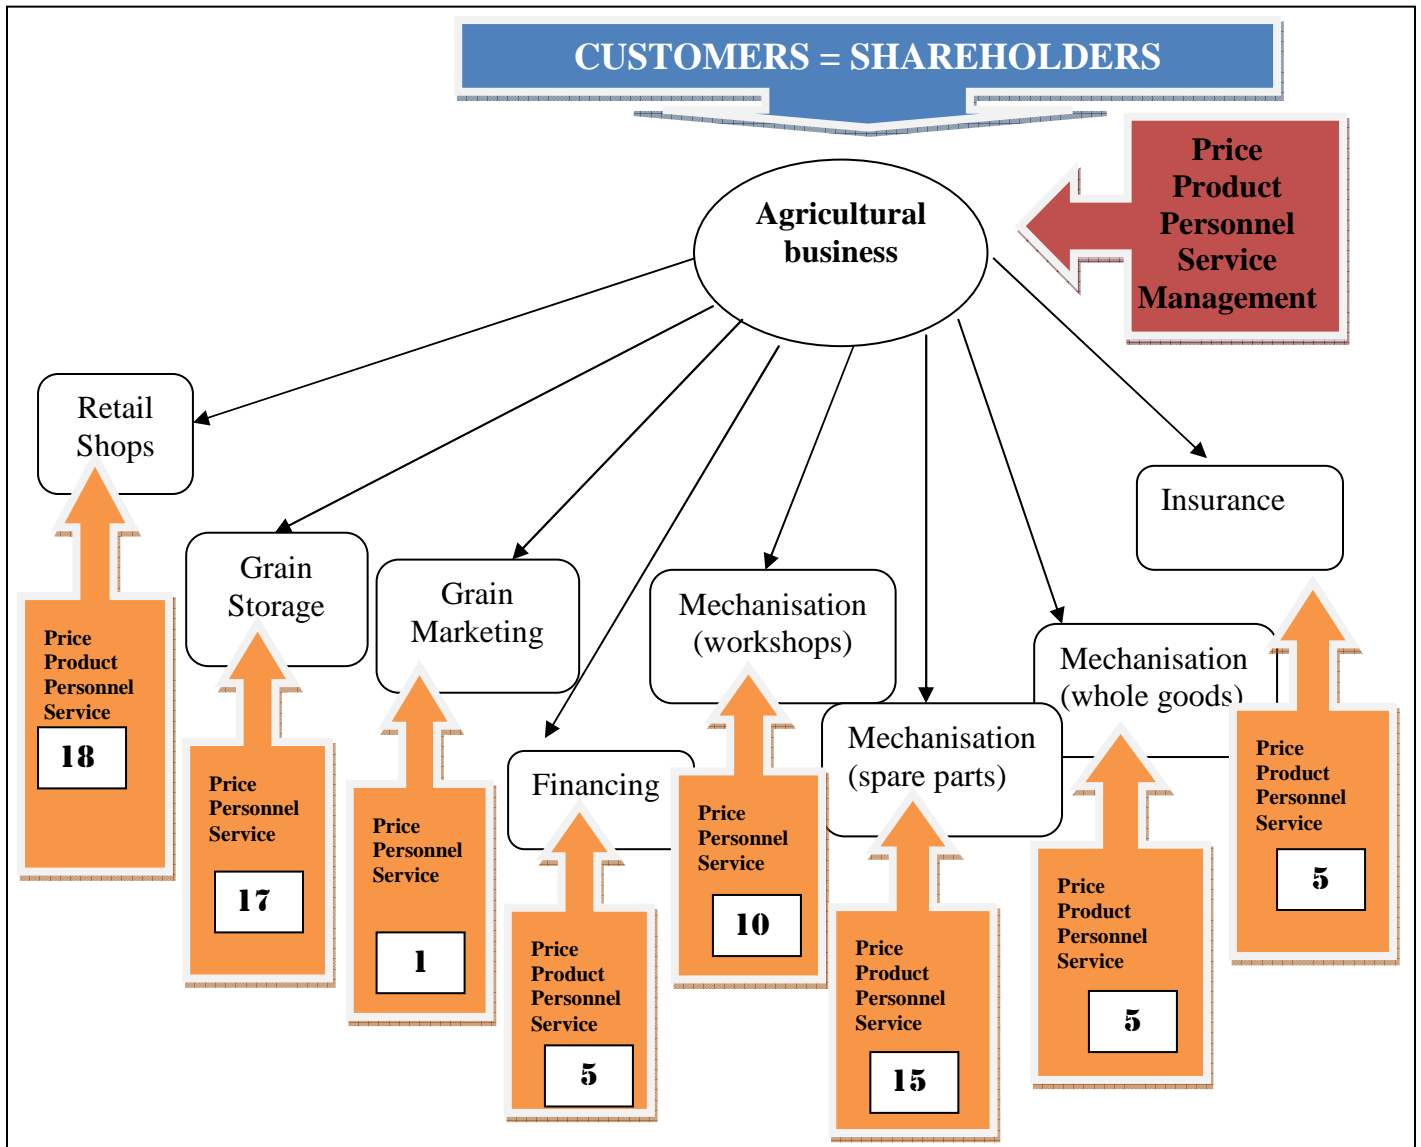 CUSTOMERS = SHAREHOLDERS
Price
Product
Personnel
Service
Management
Agricultural
business
Retail
Shops
Grain
Storage
Grain
Marketing
Financing
Mechanisation
(workshops)
Mechanisation
(spare parts)
Mechanisation
(whole goods)
Insurance
Price
Product
Personnel
Service
18
Price
Personnel
Service
17
Price
Personnel
Service
1
Price
Product
Personnel
Service
5
Price
Personnel
Service
10
Price
Product
Personnel
Service
15
Price
Product
Personnel
Service
5
Price
Product
Personnel
Service
5